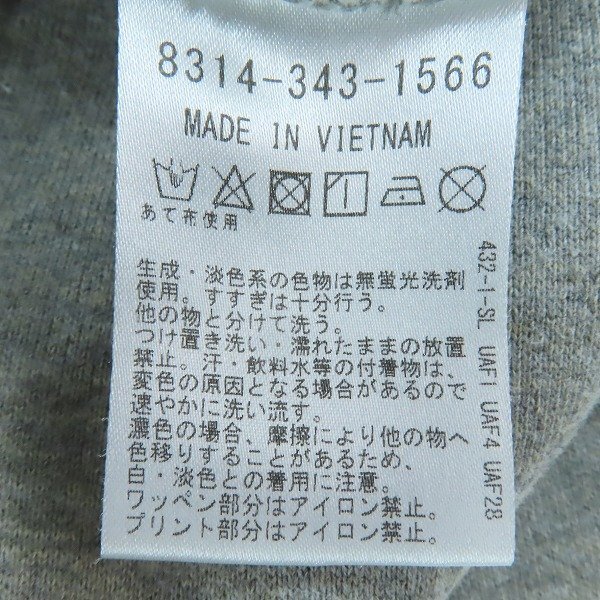 8314-343-1566
MADE IN VIETNAM
あて布使用
生成・淡色系の色物は無蛍光洗剤
使用。すすぎは十分行う。
他の物と分けて洗う。
つけ置き洗い・濡れたままの放置
禁止。汗・飲料水等の付着物は、
変色の原因となる場合があるので
速やかに洗い流す。
濃色の場合、摩擦により他の物へ
色移りすることがあるため、
白・淡色との着用に注意。
ワッペン部分はアイロン禁止。
プリント部分はアイロン禁止。
432-1-SL UAF1 UAF4 UAF28